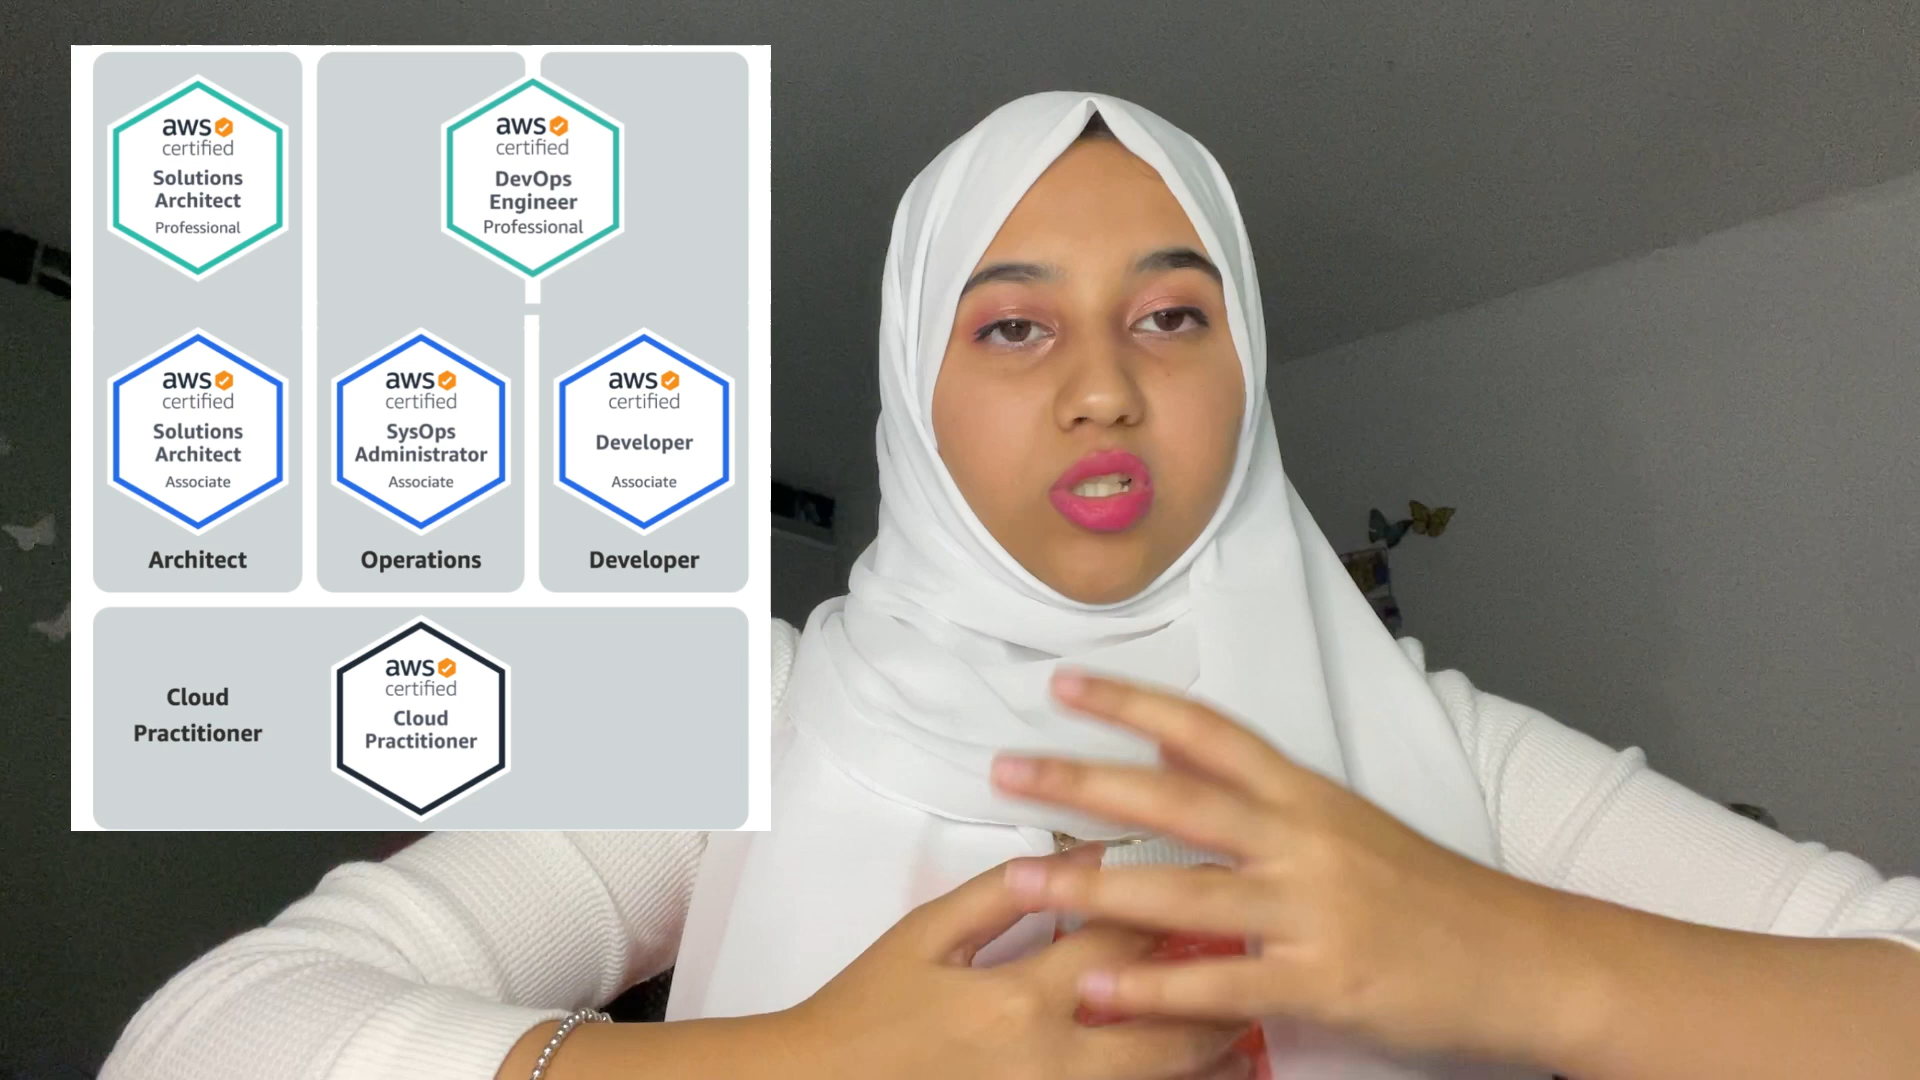 aws
certified
Solutions
Architect
Professional
aws
certified
DevOps
Engineer
Professional
aws
certified
Solutions
Architect
Associate
Architect
aws
certified
SysOps
Administrator
Associate
Operations
aws
certified
Developer
Associate
Developer
Cloud
Practitioner
aws
certified
Cloud
Practitioner